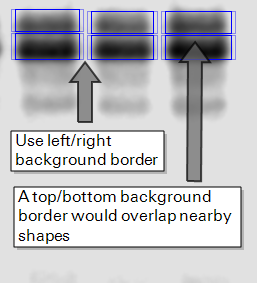 Use left/right
background border
A top/bottom background
border would overlap nearby
shapes